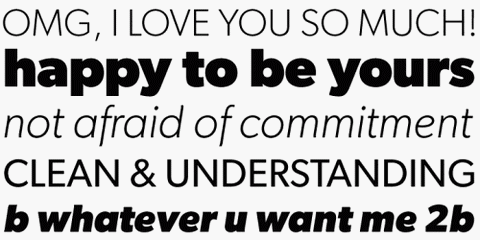 OMG, I LOVE YOU SO MUCH!
happy to be yours
not afraid of commitment
CLEAN & UNDERSTANDING
b whatever u want me 2b